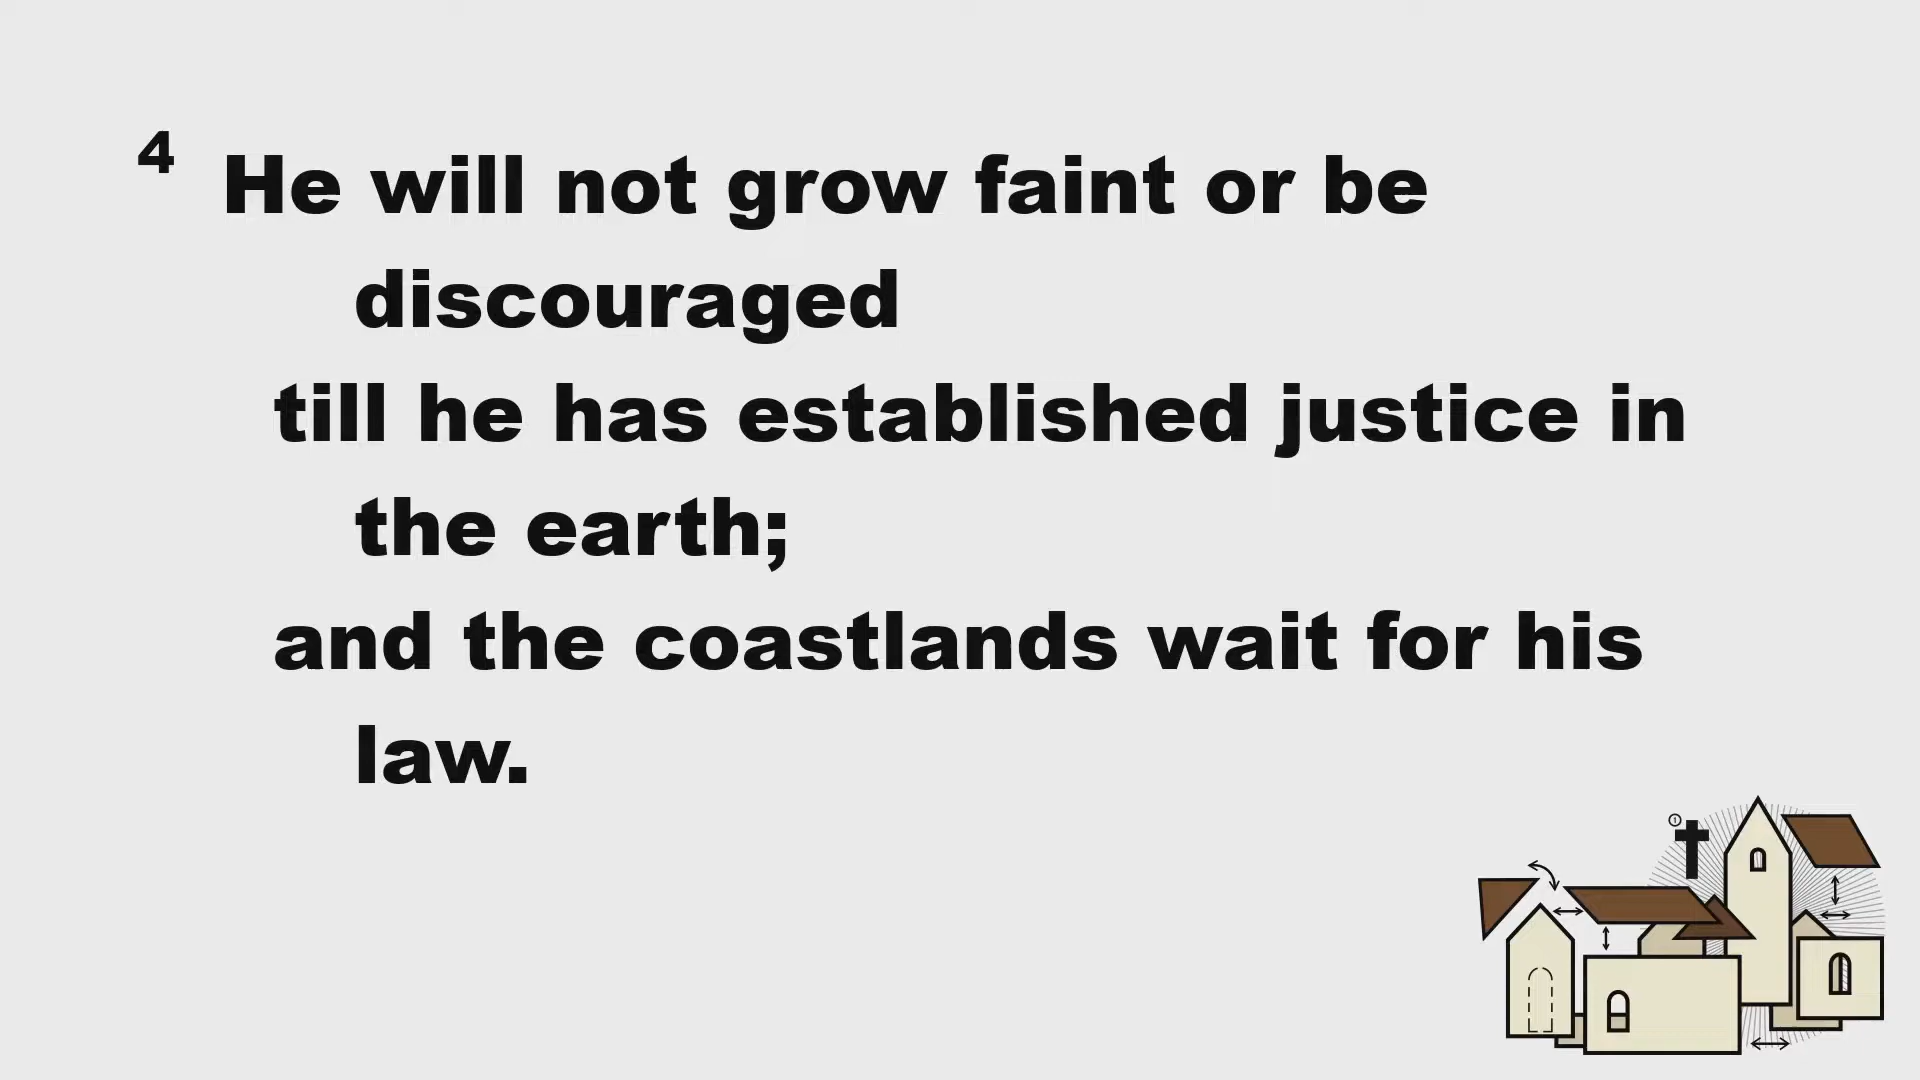 4 He will not grow faint or be
discouraged
till he has established justice in
the earth;
and the coastlands wait for his
law.
1